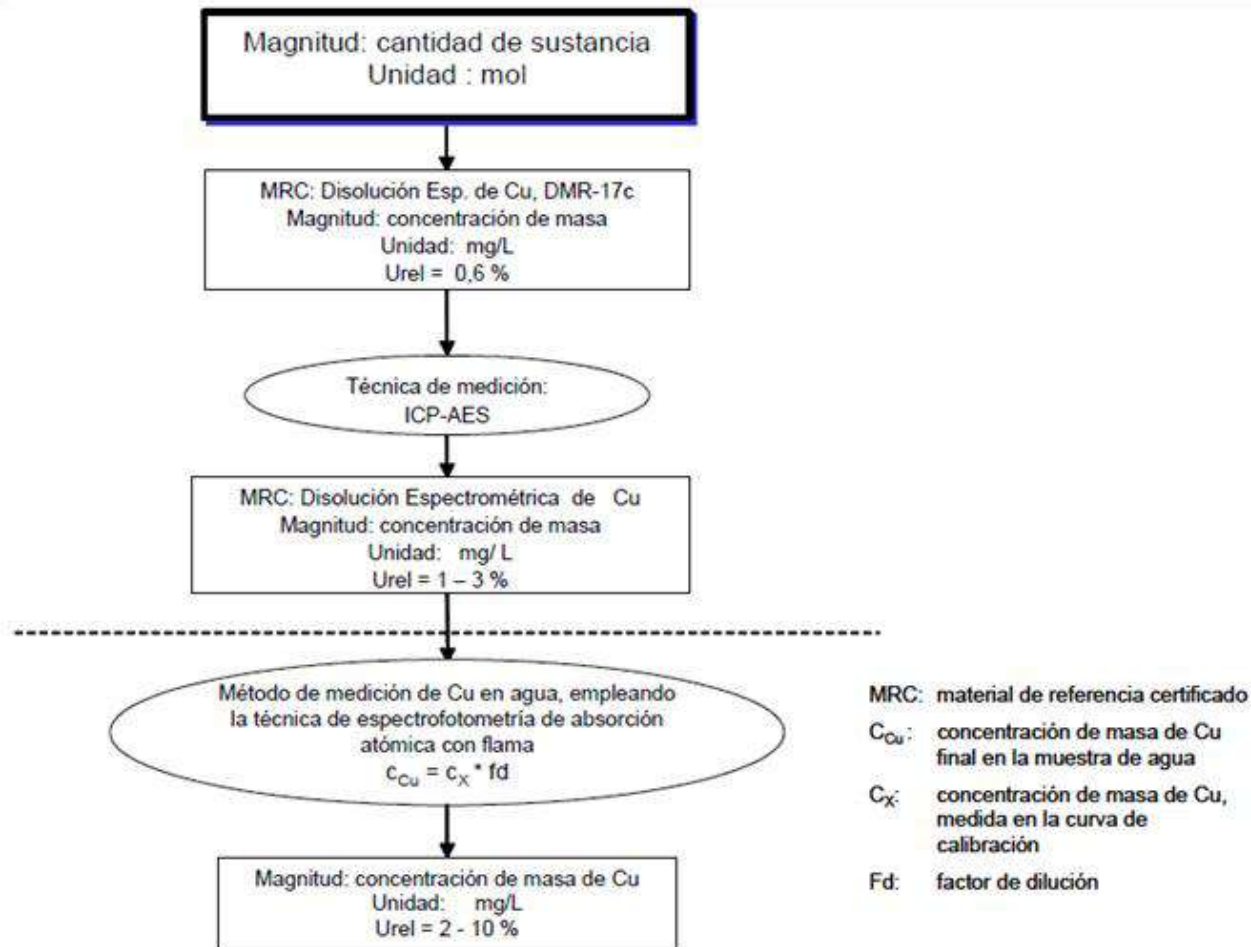 Magnitud: cantidad de sustancia
Unidad : mol
MRC: Disolución Esp. de Cu, DMR-17c
Magnitud: concentración de masa
Unidad: mg/L
Urel = 0,6 %
Técnica de medición:
ICP-AES
MRC: Disolución Espectrométrica de Cu
Magnitud: concentración de masa
Unidad: mg/ L
Urel = 1 – 3 %
Método de medición de Cu en agua, empleando
la técnica de espectrofotometría de absorción
atómica con flama
c_Cu = c_X * fd
Magnitud: concentración de masa de Cu
Unidad: mg/L
Urel = 2 - 10 %
MRC: material de referencia certificado
C_Cu: concentración de masa de Cu
final en la muestra de agua
C_X: concentración de masa de Cu,
medida en la curva de
calibración
Fd: factor de dilución